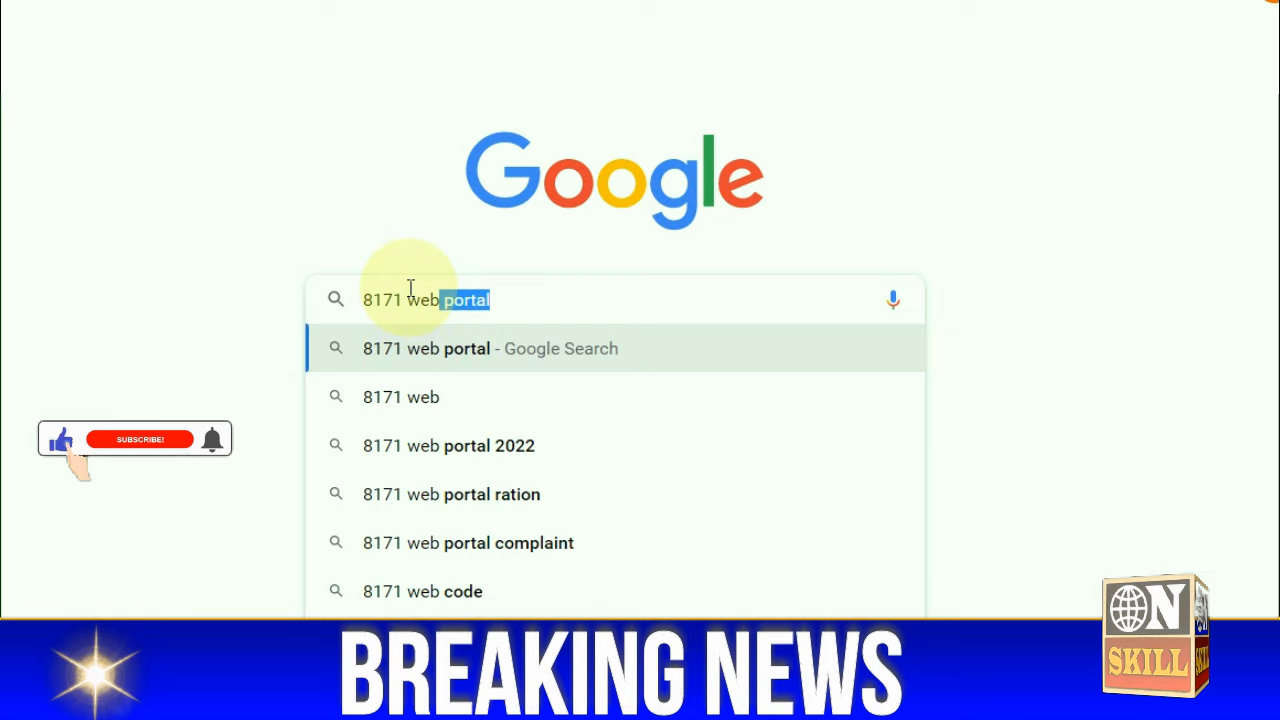 Google
8171 web portal
8171 web portal - Google Search
8171 web
8171 web portal 2022
8171 web portal ration
8171 web portal complaint
SUBSCRIBE!
8171 web code
BREAKING NEWS
ON
SKILL